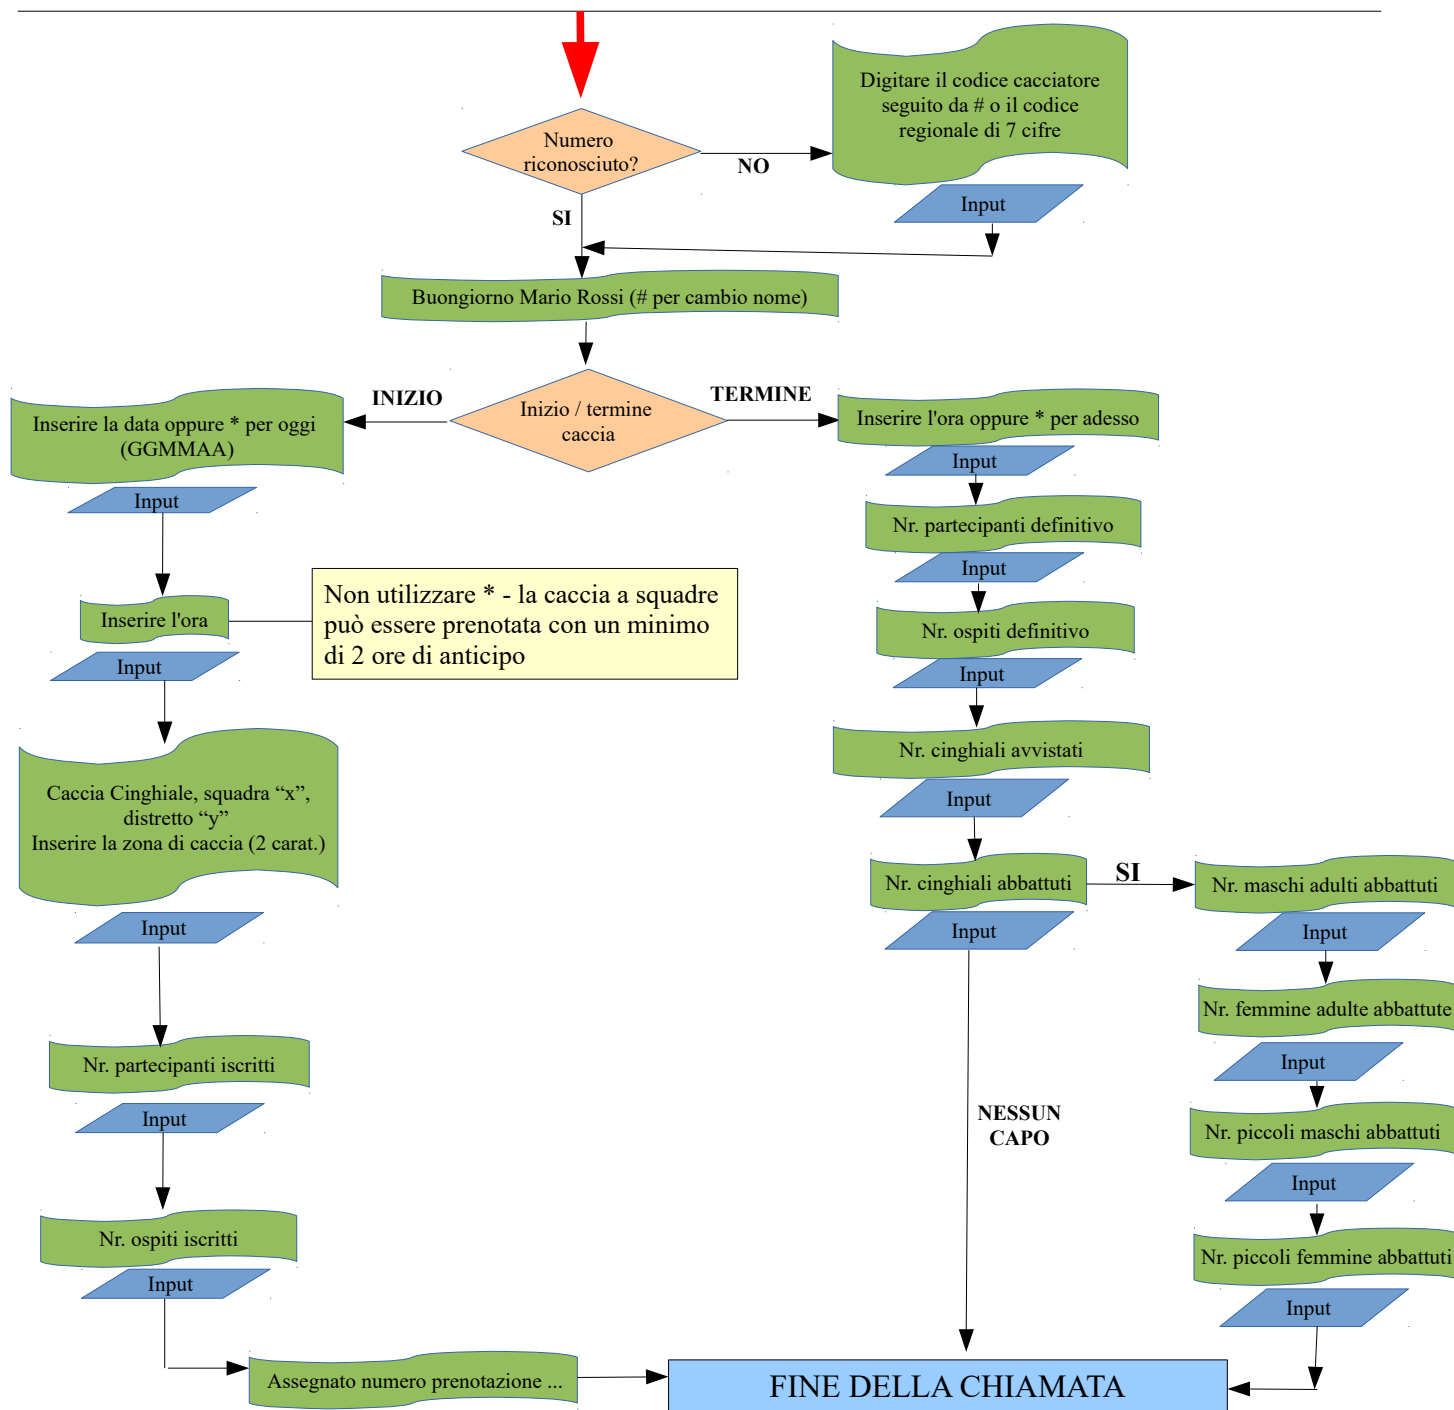 Digitare il codice cacciatore
seguito da # o il codice
regionale di 7 cifre
Numero
riconosciuto?
NO
Input
SI
Buongiorno Mario Rossi (# per cambio nome)
INIZIO
TERMINE
Inizio / termine
caccia
Inserire la data oppure * per oggi
(GGMMAA)
Input
Inserire l'ora
Non utilizzare * - la caccia a squadre
può essere prenotata con un minimo
di 2 ore di anticipo
Input
Caccia Cinghiale, squadra “x”,
distretto “y”
Inserire la zona di caccia (2 carat.)
Input
Nr. partecipanti iscritti
Input
Nr. ospiti iscritti
Input
Assegnato numero prenotazione ...
Inserire l'ora oppure * per adesso
Input
Nr. partecipanti definitivo
Input
Nr. ospiti definitivo
Input
Nr. cinghiali avvistati
Input
Nr. cinghiali abbattuti
SI
Input
NESSUN
CAPO
Nr. maschi adulti abbattuti
Input
Nr. femmine adulte abbattute
Input
Nr. piccoli maschi abbattuti
Input
Nr. piccoli femmine abbattuti
Input
FINE DELLA CHIAMATA